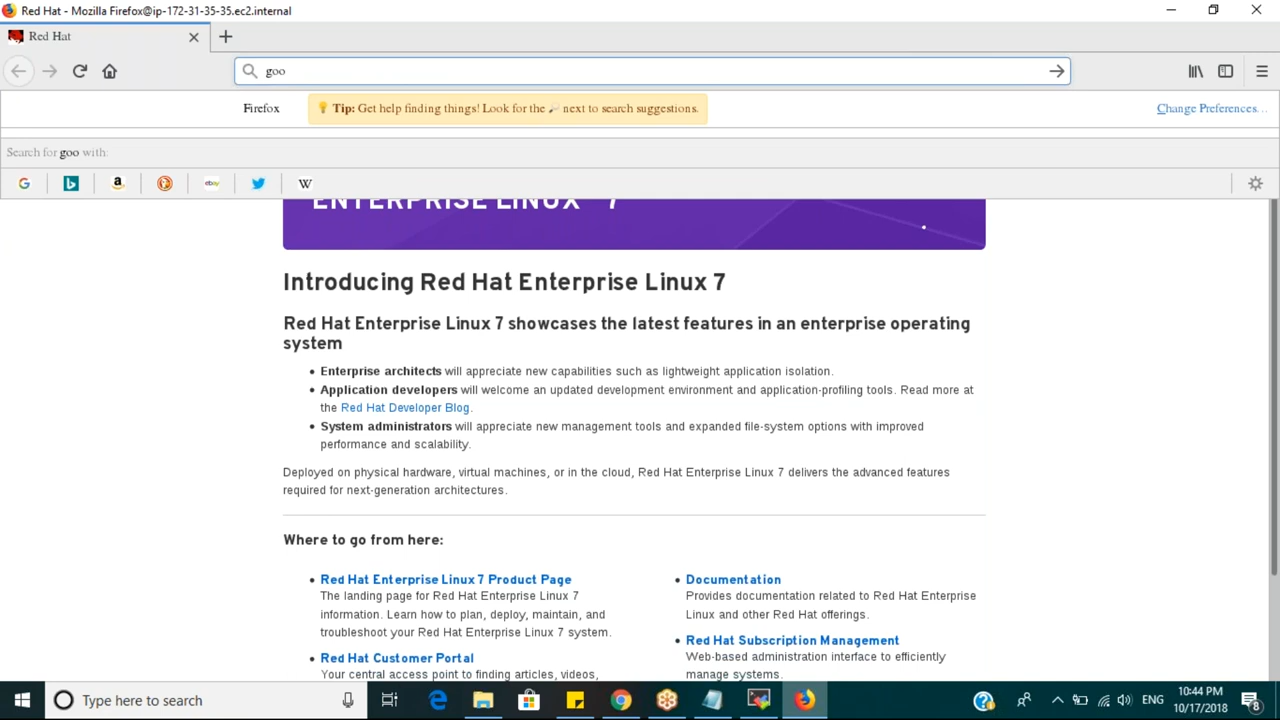 Red Hat - Mozilla Firefox@ip-172-31-35-35.ec2.internal
Red Hat
goo
Firefox
Tip: Get help finding things! Look for the next to search suggestions.
Change Preferences...
Search for goo with:
G
b
a
ebay
W
ENTERPRISE LINUX 7
Introducing Red Hat Enterprise Linux 7
Red Hat Enterprise Linux 7 showcases the latest features in an enterprise operating
system
• Enterprise architects will appreciate new capabilities such as lightweight application isolation.
• Application developers will welcome an updated development environment and application-profiling tools. Read more at
the Red Hat Developer Blog.
• System administrators will appreciate new management tools and expanded file-system options with improved
performance and scalability.
Deployed on physical hardware, virtual machines, or in the cloud, Red Hat Enterprise Linux 7 delivers the advanced features
required for next-generation architectures.
Where to go from here:
• Red Hat Enterprise Linux 7 Product Page
The landing page for Red Hat Enterprise Linux 7
information. Learn how to plan, deploy, maintain, and
troubleshoot your Red Hat Enterprise Linux 7 system.
• Red Hat Customer Portal
Your central access point to finding articles, videos,
• Documentation
Provides documentation related to Red Hat Enterprise
Linux and other Red Hat offerings.
• Red Hat Subscription Management
Web-based administration interface to efficiently
manage systems.
Type here to search
ENG
10:44 PM
10/17/2018
8